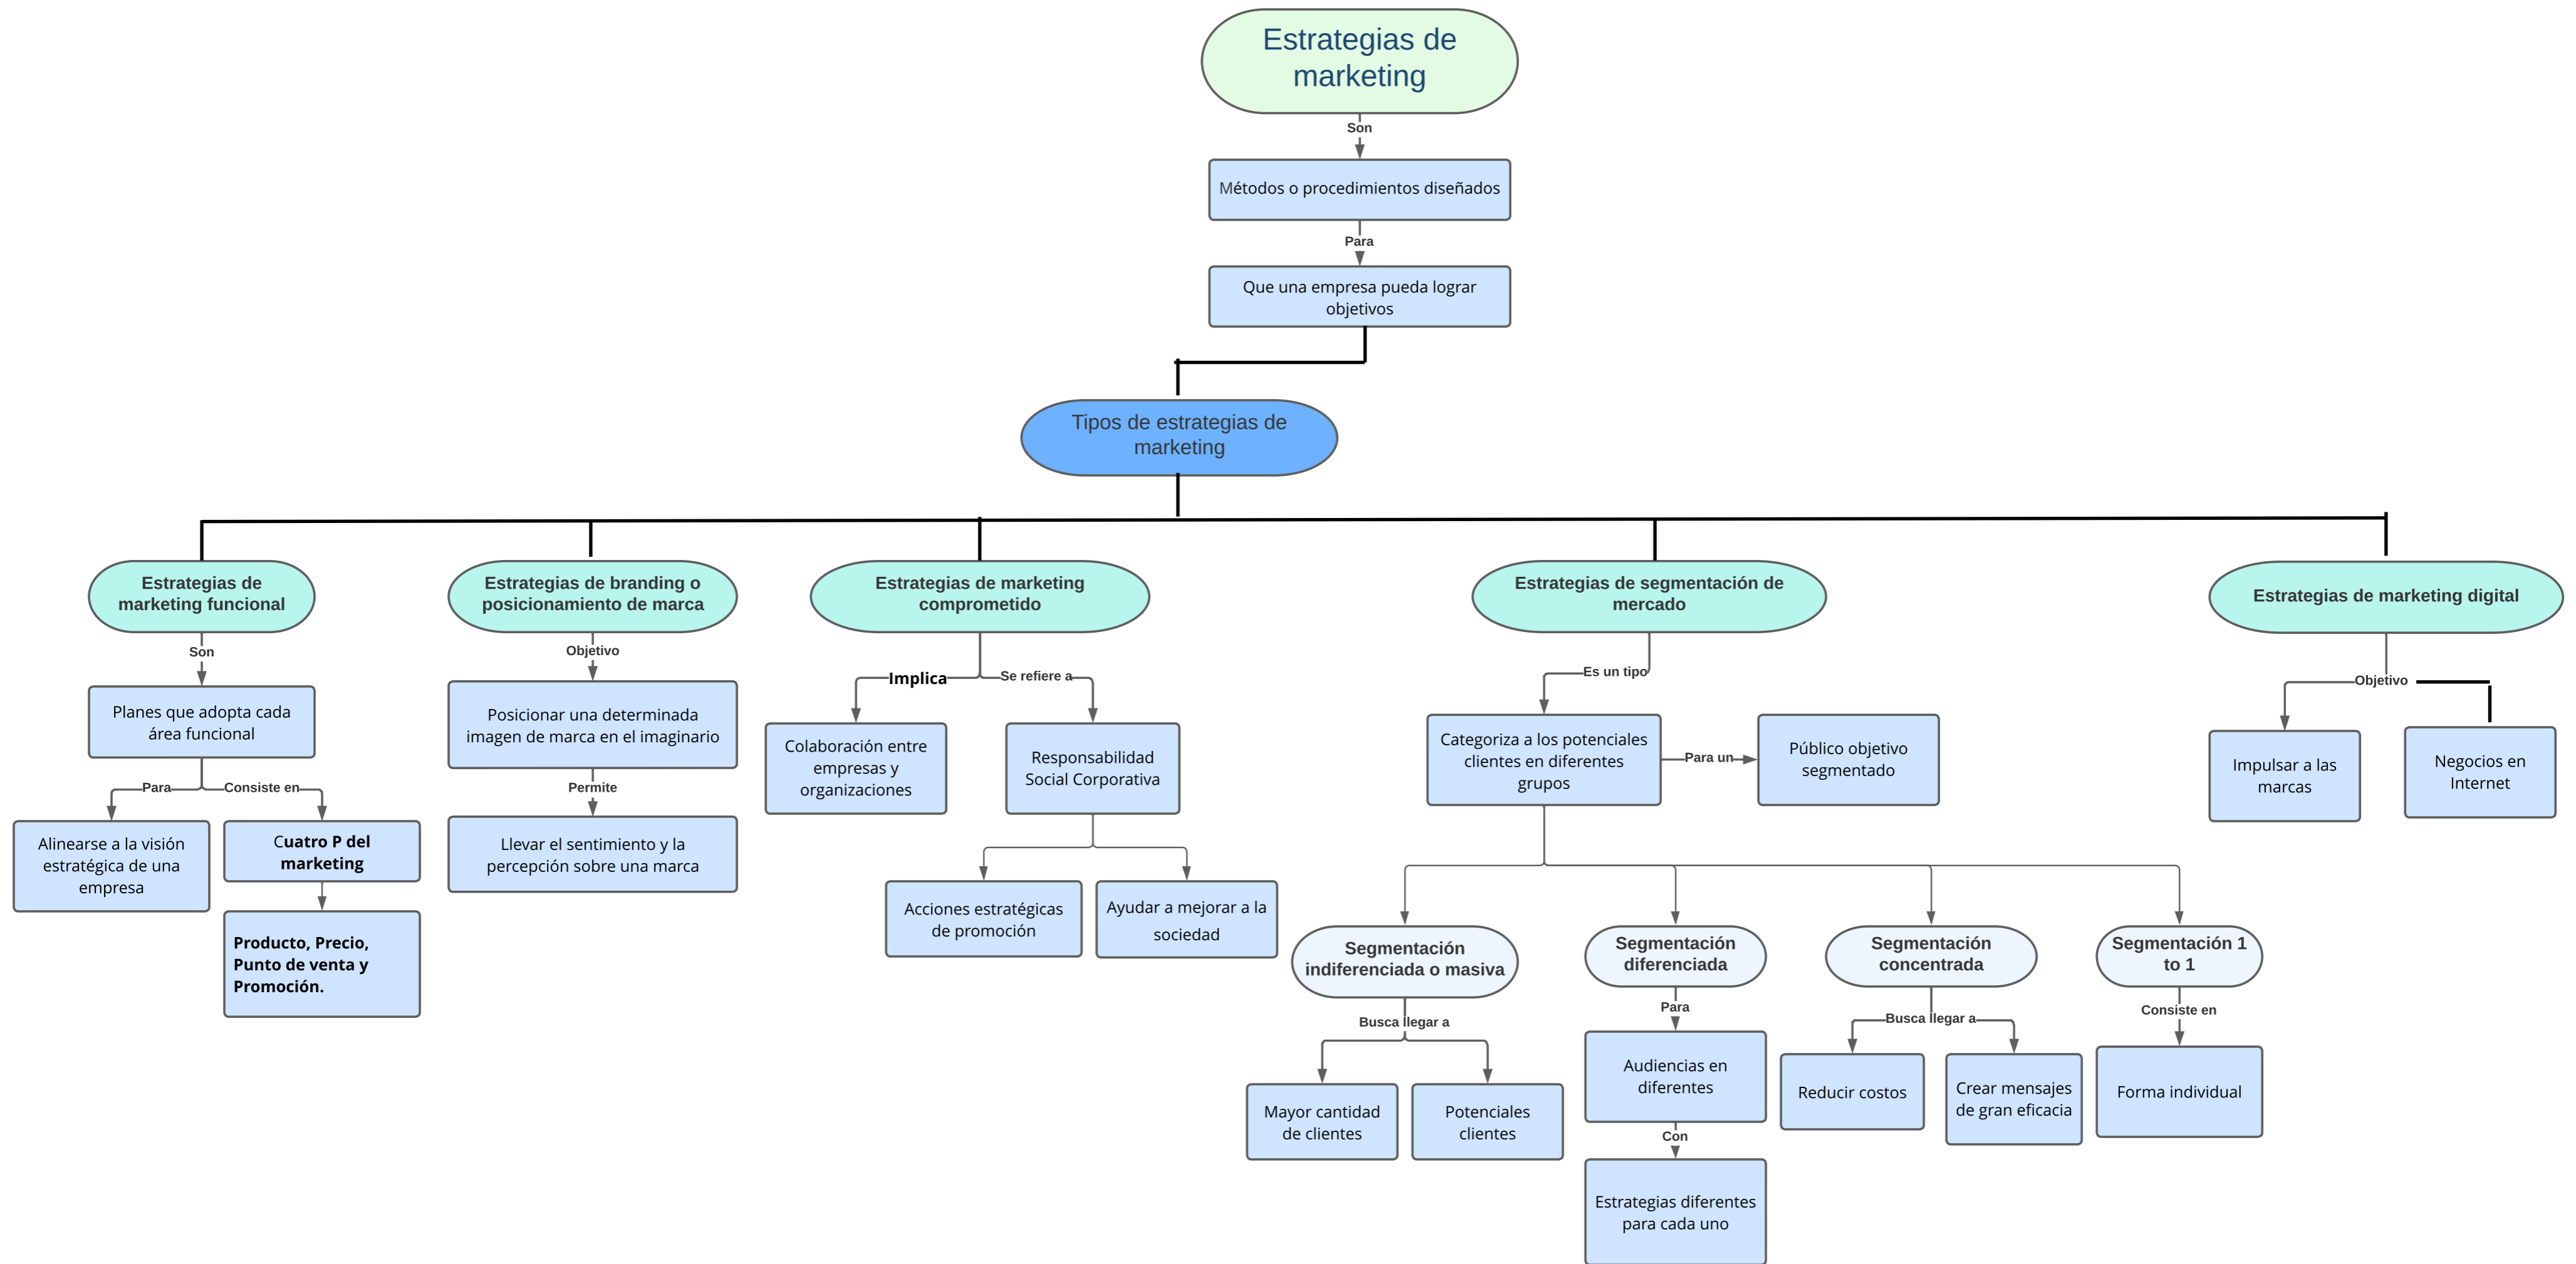 Estrategias de
marketing
Son
Métodos o procedimientos diseñados
Para
Que una empresa pueda lograr
objetivos
Tipos de estrategias de
marketing
Estrategias de
marketing funcional
Son
Planes que adopta cada
área funcional
Para
Consiste en
Alinearse a la visión
estratégica de una
empresa
Cuatro P del
marketing
Producto, Precio,
Punto de venta y
Promoción.
Estrategias de branding o
posicionamiento de marca
Objetivo
Posicionar una determinada
imagen de marca en el imaginario
Permite
Llevar el sentimiento y la
percepción sobre una marca
Estrategias de marketing
comprometido
Implica
Se refiere a
Colaboración entre
empresas y
organizaciones
Responsabilidad
Social Corporativa
Acciones estratégicas
de promoción
Ayudar a mejorar a la
sociedad
Estrategias de segmentación de
mercado
Es un tipo
Categoriza a los potenciales
clientes en diferentes
grupos
Para un
Público objetivo
segmentado
Segmentación
indiferenciada o masiva
Busca llegar a
Mayor cantidad
de clientes
Potenciales
clientes
Segmentación
diferenciada
Para
Audiencias en
diferentes
Con
Estrategias diferentes
para cada uno
Segmentación
concentrada
Busca llegar a
Reducir costos
Crear mensajes
de gran eficacia
Segmentación 1
to 1
Consiste en
Forma individual
Estrategias de marketing digital
Objetivo
Impulsar a las
marcas
Negocios en
Internet